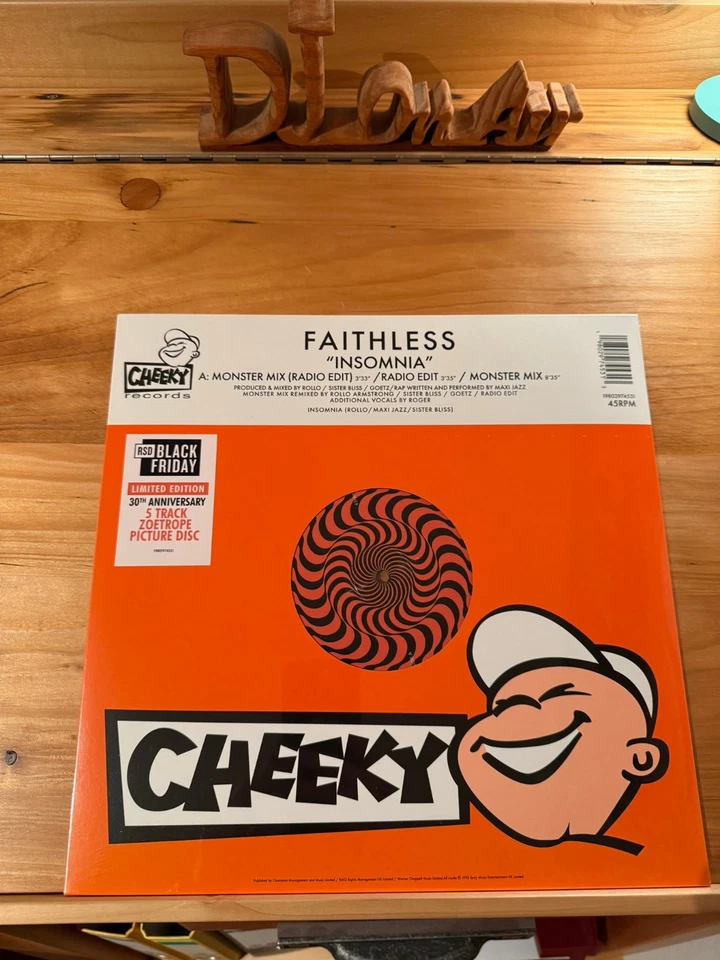 DJ OmAr
CHEEKY
records
FAITHLESS
"INSOMNIA"
A: MONSTER MIX (RADIO EDIT) 3'33" / RADIO EDIT 3'35" / MONSTER MIX 8'35"
PRODUCED & MIXED BY ROLLO / SISTER BLISS / GOETZ/RAP WRITTEN AND PERFORMED BY MAXI JAZZ
MONSTER MIX REMIXED BY ROLLO ARMSTRONG / SISTER BLISS / GOETZ / RADIO EDIT
ADDITIONAL VOCALS BY ROGER
INSOMNIA (ROLLO/MAXI JAZZ/SISTER BLISS)
19802974531
45RPM
RSD BLACK
FRIDAY
LIMITED EDITION
30TH ANNIVERSARY
5 TRACK
ZOETROPE
PICTURE DISC
19802974531
CHEEKY